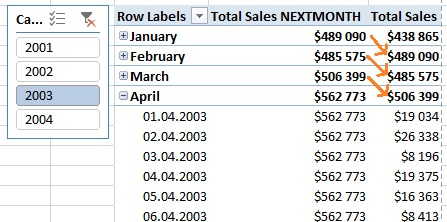 Ca...
2001
2002
2003
2004
Row Labels Total Sales NEXTMONTH Total Sales
January $489 090 $438 865
February $485 575 $489 090
March $506 399 $485 575
April $562 773 $506 399
01.04.2003 $562 773 $19 034
02.04.2003 $562 773 $26 338
03.04.2003 $562 773 $8 196
04.04.2003 $562 773 $19 375
05.04.2003 $562 773 $16 363
06.04.2003 $562 773 $8 413